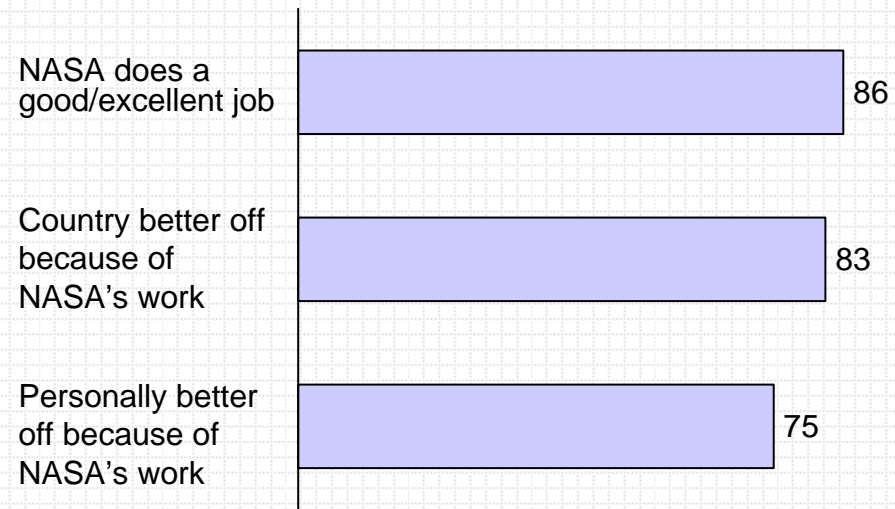 NASA does a
good/excellent job
86
Country better off
because of
NASA’s work
83
Personally better
off because of
NASA’s work
75